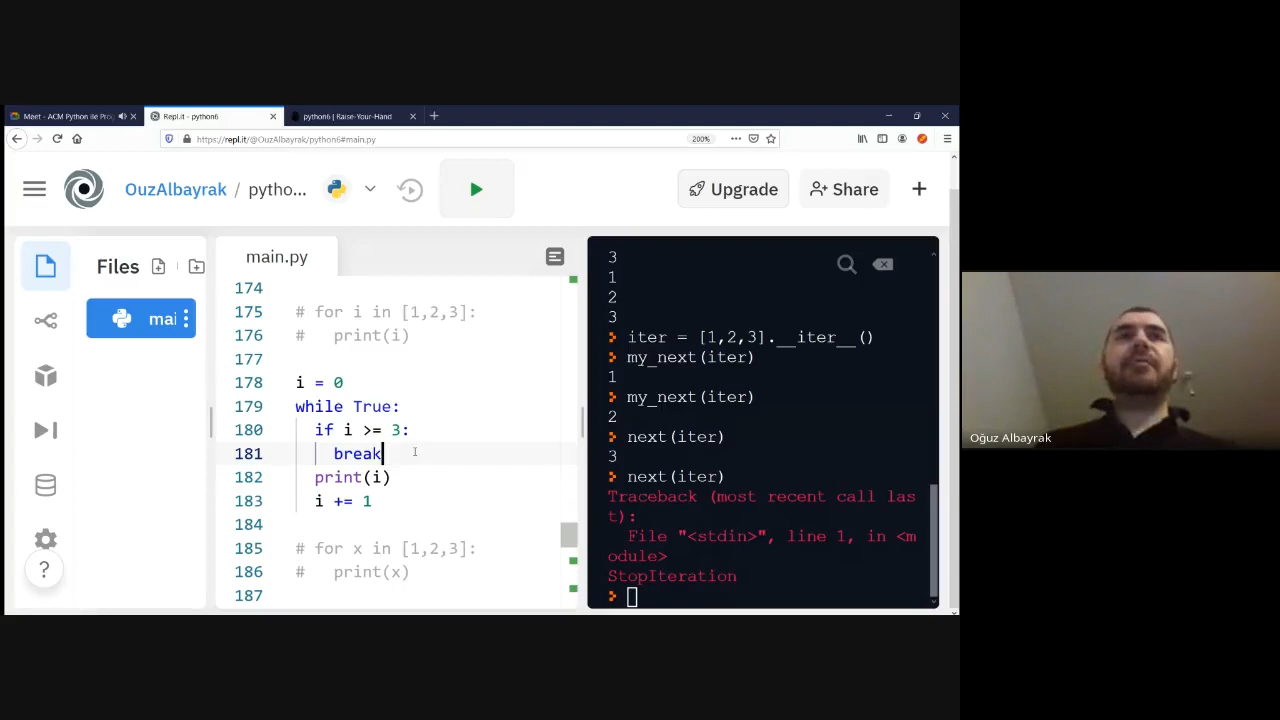 Meet - ACM Python ile Pro
Repl.it - python6
python6 | Raise-Your-Hand
https://repl.it/@OuzAlbayrak/python6#main.py
200%
OuzAlbayrak / pytho...
Upgrade
Share
Files
mai
main.py
174
175 # for i in [1,2,3]:
176 #   print(i)
177
178 i = 0
179 while True:
180   if i >= 3:
181     break
182   print(i)
183   i += 1
184
185 # for x in [1,2,3]:
186 #   print(x)
187
3
1
2
3
iter = [1,2,3].__iter__()
my_next(iter)
1
my_next(iter)
2
next(iter)
3
next(iter)
Traceback (most recent call las
t):
  File "<stdin>", line 1, in <m
odule>
StopIteration
Oğuz Albayrak